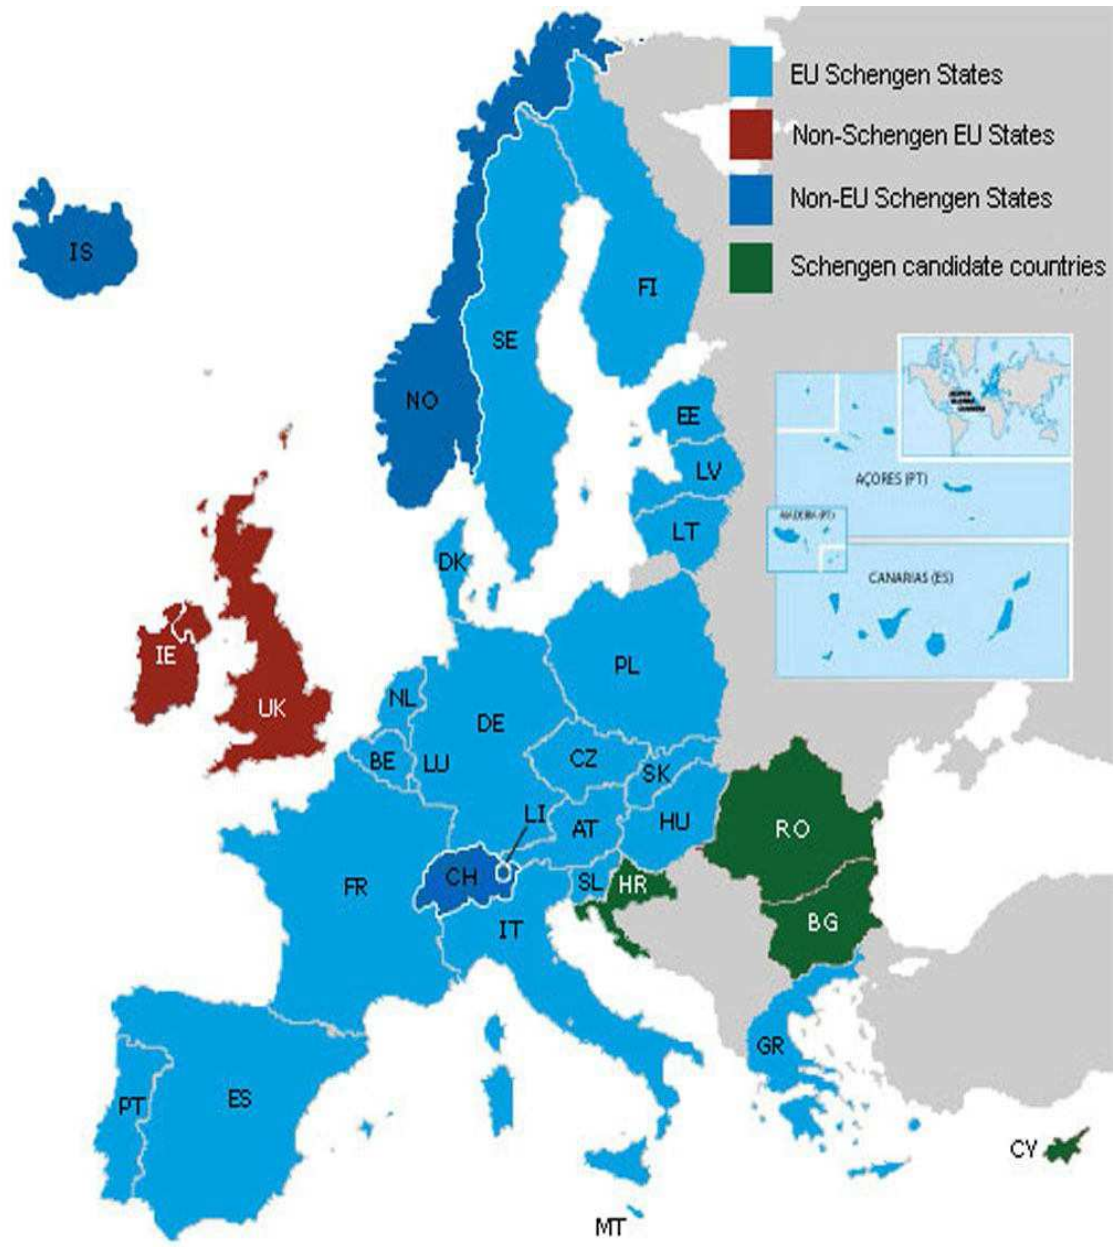 EU Schengen States
Non-Schengen EU States
Non-EU Schengen States
Schengen candidate countries
IS
FI
SE
NO
EE
LV
LT
DK
AÇORES (PT)
MADEIRA (PT)
CANARIAS (ES)
IE
UK
NL
PL
DE
BE
LU
CZ
SK
LI
AT
HU
RO
FR
CH
SL
HR
IT
BG
GR
PT
ES
CY
MT